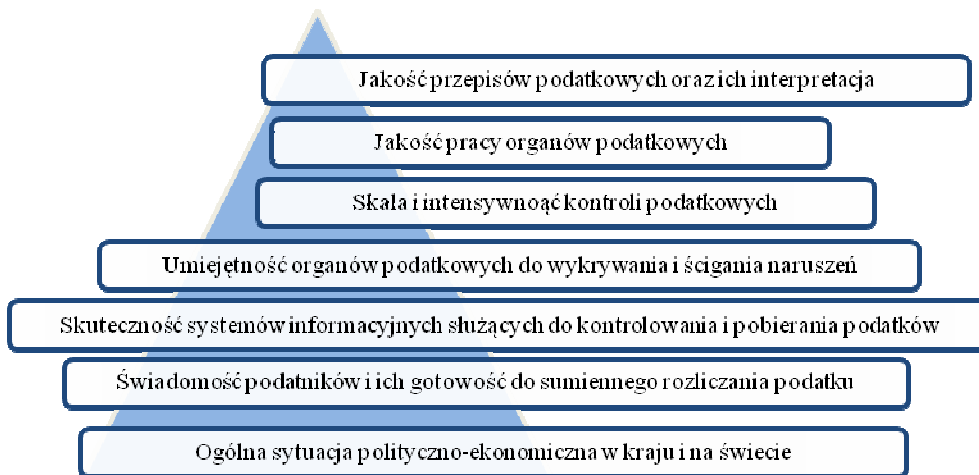 Jakość przepisów podatkowych oraz ich interpretacja
Jakość pracy organów podatkowych
Skala i intensywnoąć kontroli podatkowych
Umiejętność organów podatkowych do wykrywania i ścigania naruszeń
Skuteczność systemów informacyjnych służących do kontrolowania i pobierania podatków
Świadomość podatników i ich gotowość do sumiennego rozliczania podatku
Ogólna sytuacja polityczno-ekonomiczna w kraju i na świecie